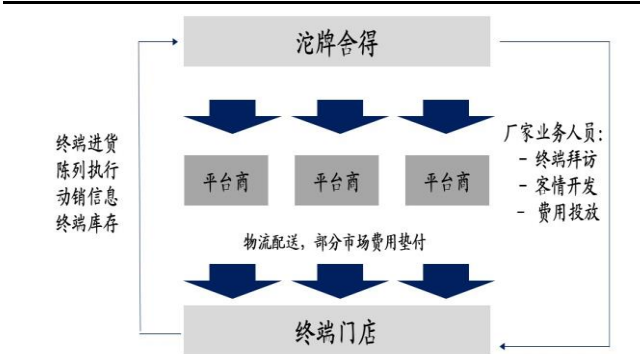 沱牌舍得
终端进货
陈列执行
动销信息
终端库存
厂家业务人员:
- 终端拜访
- 客情开发
- 费用投放
平台商
平台商
平台商
物流配送，部分市场费用垫付
终端门店